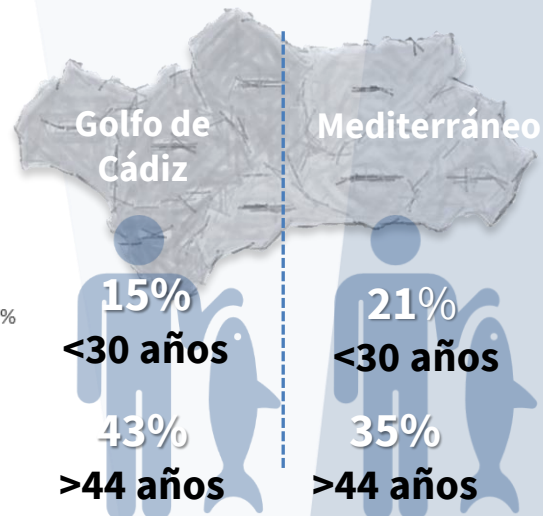 Golfo de
Cádiz
Mediterráneo
%
15%
<30 años
43%
>44 años
21%
<30 años
35%
>44 años